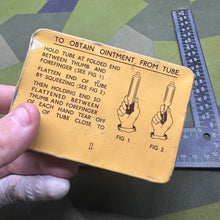 TO OBTAIN OINTMENT FROM TUBE
HOLD TUBE AT FOLDED END
BETWEEN THUMB AND
FOREFINGER (SEE FIG 1)
FLATTEN END OF TUBE
BY SQUEEZING (SEE FIG 2)
THEN HOLDING END SO
FLATTENED BETWEEN
THUMB AND FOREFINGER
OF EACH HAND TEAR OFF
OF TUBE CLOSE TO
FIG 1.
FIG 2.
II